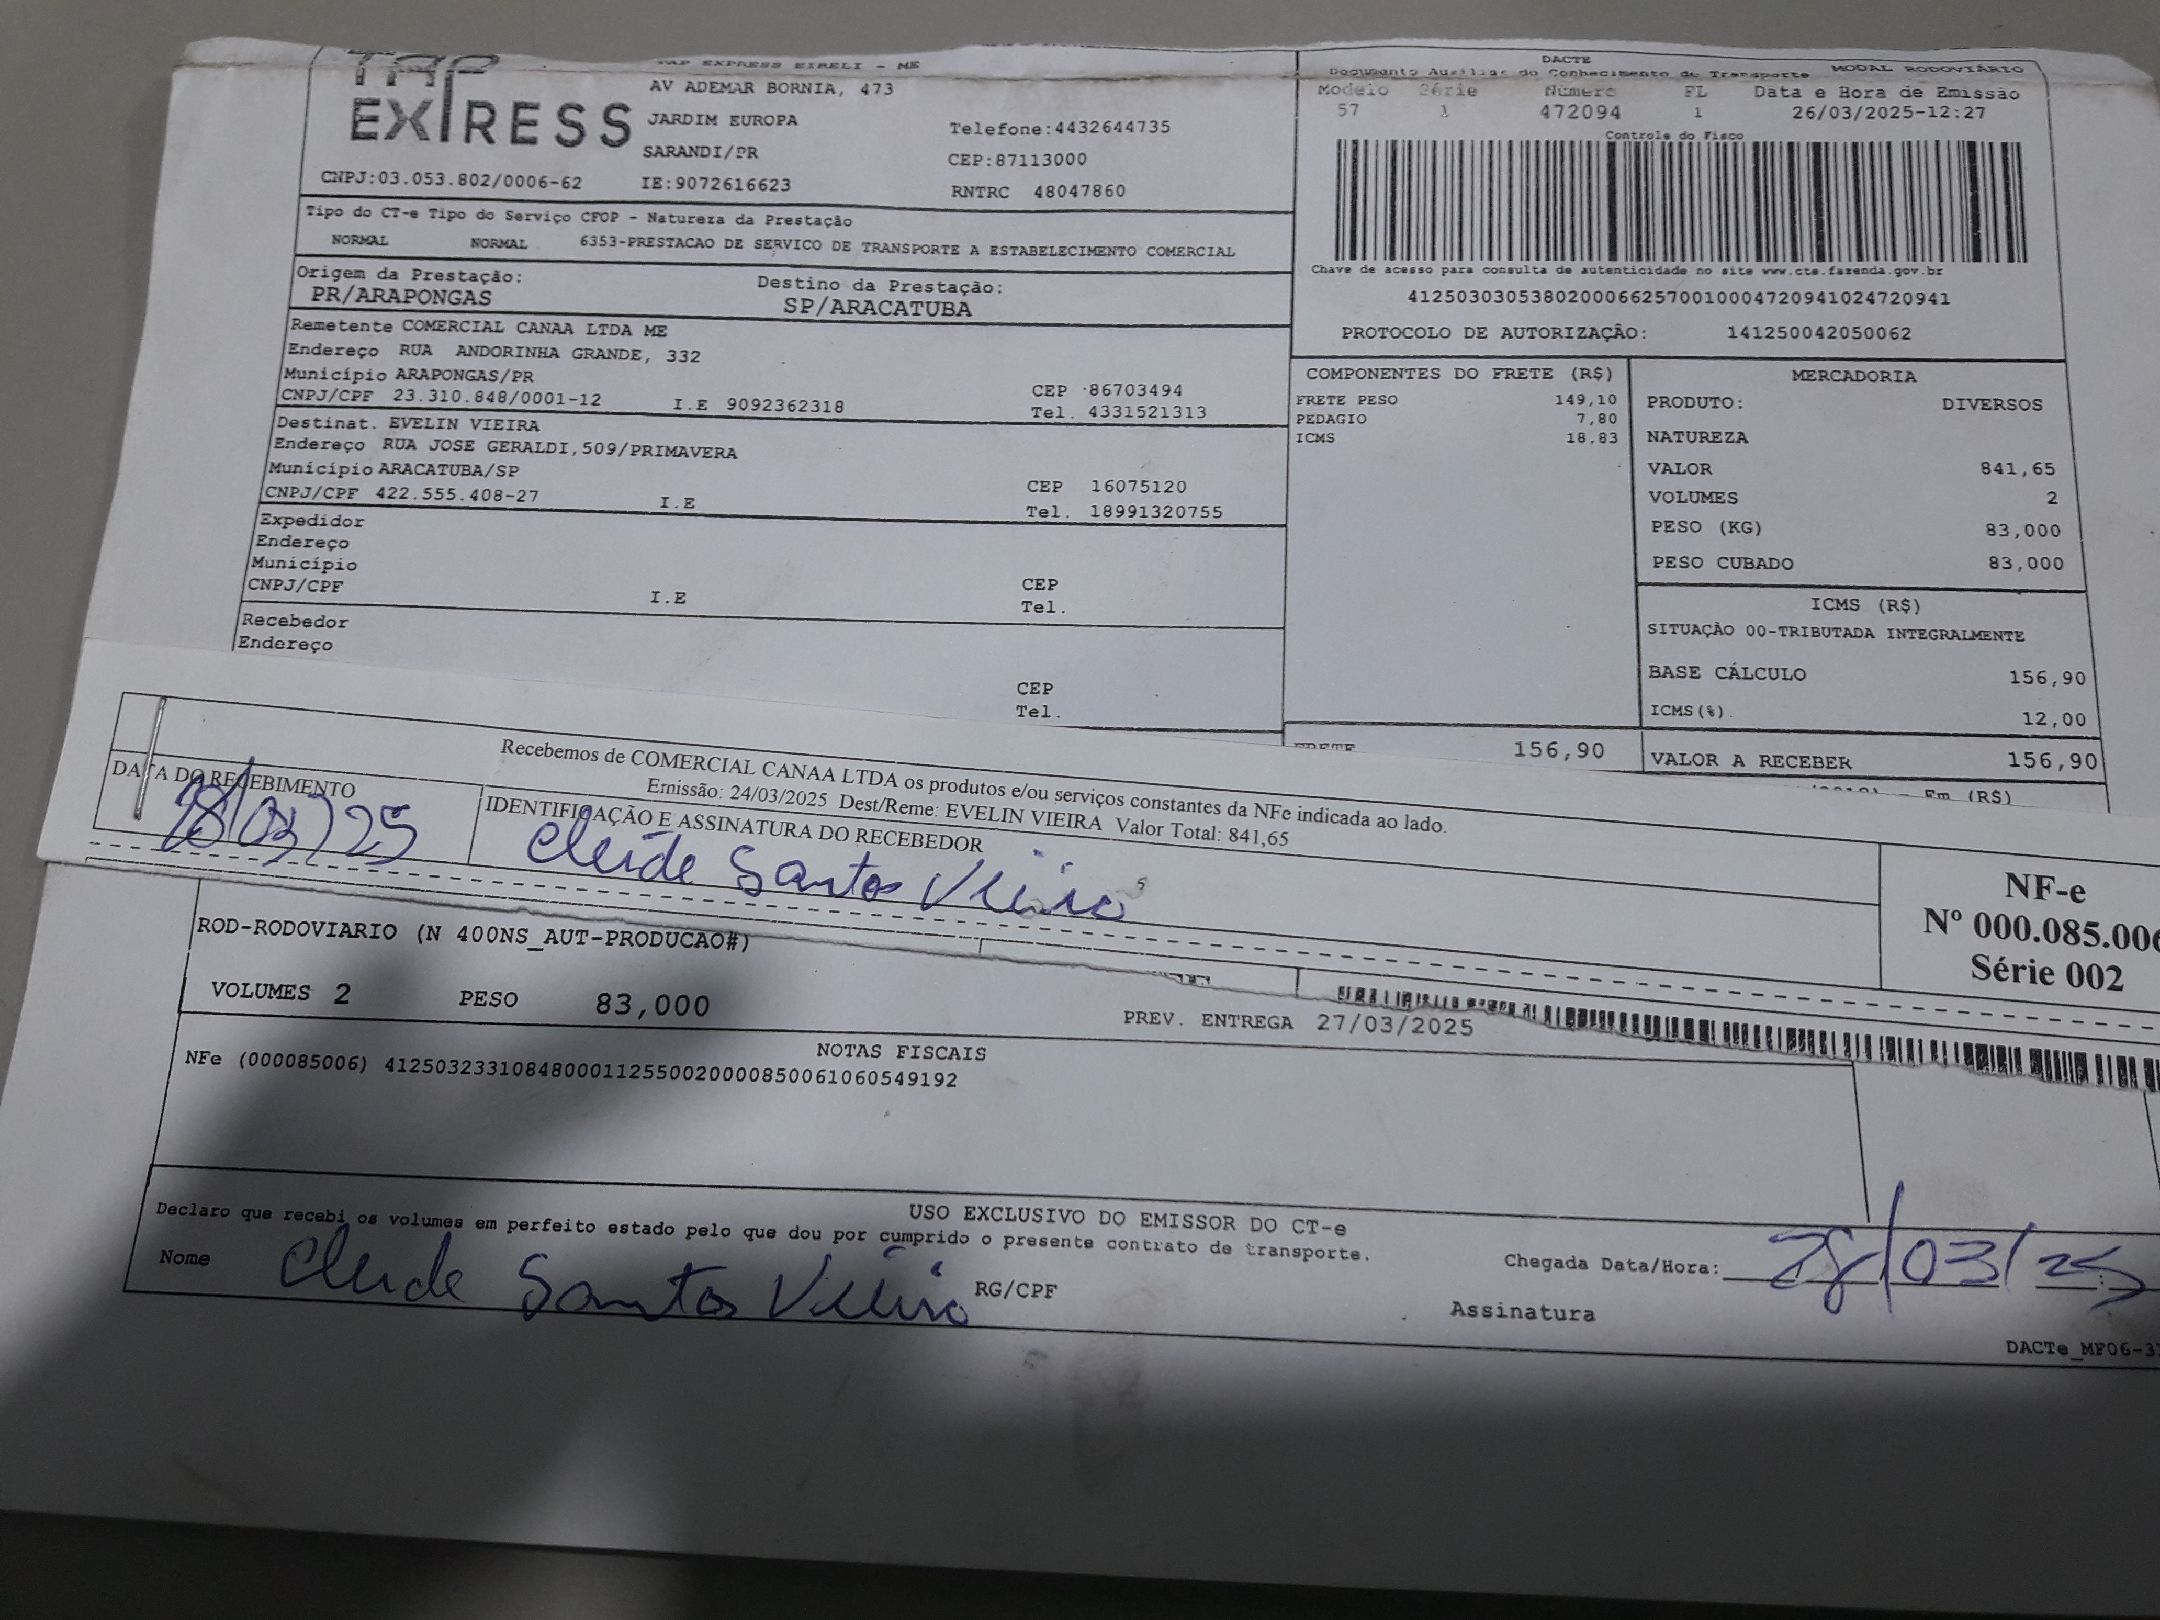 TAP
EXPRESS
TAP EXPRESS EIRELI - ME
AV ADEMAR BORNIA, 473
JARDIM EUROPA
Telefone:4432644735
SARANDI/PR
CEP:87113000
CNPJ:03.053.802/0006-62 IE:9072616623
RNTRC 48047860
DACTE
Documento Auxiliar do Conhecimento de Transporte MODAL RODOVIÁRIO
Modelo Série Número FL Data e Hora de Emissão
57 1 472094 1 26/03/2025-12:27
Controle do Fisco
Chave de acesso para consulta de autenticidade no site www.cte.fazenda.gov.br
41250303053802000662570010004720941024720941
PROTOCOLO DE AUTORIZAÇÃO: 141250042050062
Tipo do CT-e Tipo do Serviço CFOP - Natureza da Prestação
NORMAL NORMAL 6353-PRESTACAO DE SERVICO DE TRANSPORTE A ESTABELECIMENTO COMERCIAL
Origem da Prestação: Destino da Prestação:
PR/ARAPONGAS SP/ARACATUBA
Remetente COMERCIAL CANAA LTDA ME
Endereço RUA ANDORINHA GRANDE, 332
Município ARAPONGAS/PR CEP 86703494
CNPJ/CPF 23.310.848/0001-12 I.E 9092362318 Tel. 4331521313
Destinat. EVELIN VIEIRA
Endereço RUA JOSE GERALDI,509/PRIMAVERA
Município ARACATUBA/SP CEP 16075120
CNPJ/CPF 422.555.408-27 I.E Tel. 18991320755
Expedidor
Endereço
Município CEP
CNPJ/CPF I.E Tel.
Recebedor
Endereço
CEP
Tel.
COMPONENTES DO FRETE (R$)
FRETE PESO 149,10
PEDAGIO 7,80
ICMS 18,83
FRETE 156,90
MERCADORIA
PRODUTO: DIVERSOS
NATUREZA
VALOR 841,65
VOLUMES 2
PESO (KG) 83,000
PESO CUBADO 83,000
ICMS (R$)
SITUAÇÃO 00-TRIBUTADA INTEGRALMENTE
BASE CÁLCULO 156,90
ICMS(%) 12,00
VALOR A RECEBER 156,90
Em (R$)
Recebemos de COMERCIAL CANAA LTDA os produtos e/ou serviços constantes da NFe indicada ao lado.
Emissão: 24/03/2025 Dest/Reme: EVELIN VIEIRA Valor Total: 841,65
DATA DO RECEBIMENTO
28/03/25
IDENTIFICAÇÃO E ASSINATURA DO RECEBEDOR
Cleide Santos Vieira
NF-e
Nº 000.085.006
Série 002
ROD-RODOVIARIO (N 400NS_AUT-PRODUCAO#)
VOLUMES 2 PESO 83,000 PREV. ENTREGA 27/03/2025
NOTAS FISCAIS
NFe (000085006) 41250323310848000112550020000850061060549192
USO EXCLUSIVO DO EMISSOR DO CT-e
Declaro que recebi os volumes em perfeito estado pelo que dou por cumprido o presente contrato de transporte.
Nome Cleide Santos Vieira RG/CPF
Chegada Data/Hora: 28/03/25
Assinatura
DACTe_MF06-3